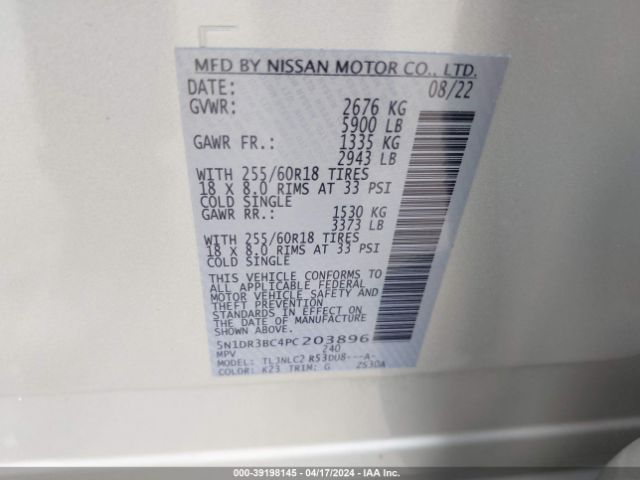 MFD BY NISSAN MOTOR CO., LTD.
DATE: 08/22
GVWR: 2676 KG
5900 LB
GAWR FR.: 1335 KG
2943 LB
WITH 255/60R18 TIRES
18 X 8.0 RIMS AT 33 PSI
COLD SINGLE
GAWR RR.: 1530 KG
3373 LB
WITH 255/60R18 TIRES
18 X 8.0 RIMS AT 33 PSI
COLD SINGLE
THIS VEHICLE CONFORMS TO
ALL APPLICABLE FEDERAL
MOTOR VEHICLE SAFETY AND
THEFT PREVENTION
STANDARDS IN EFFECT ON
THE DATE OF MANUFACTURE
SHOWN ABOVE.
5N1DR3BC4PC203896
MPV 240
MODEL: TLJNLC2 R53DU8---A-
COLOR: K23 TRIM: G 2S30A
000-39198145 - 04/17/2024 - IAA Inc.